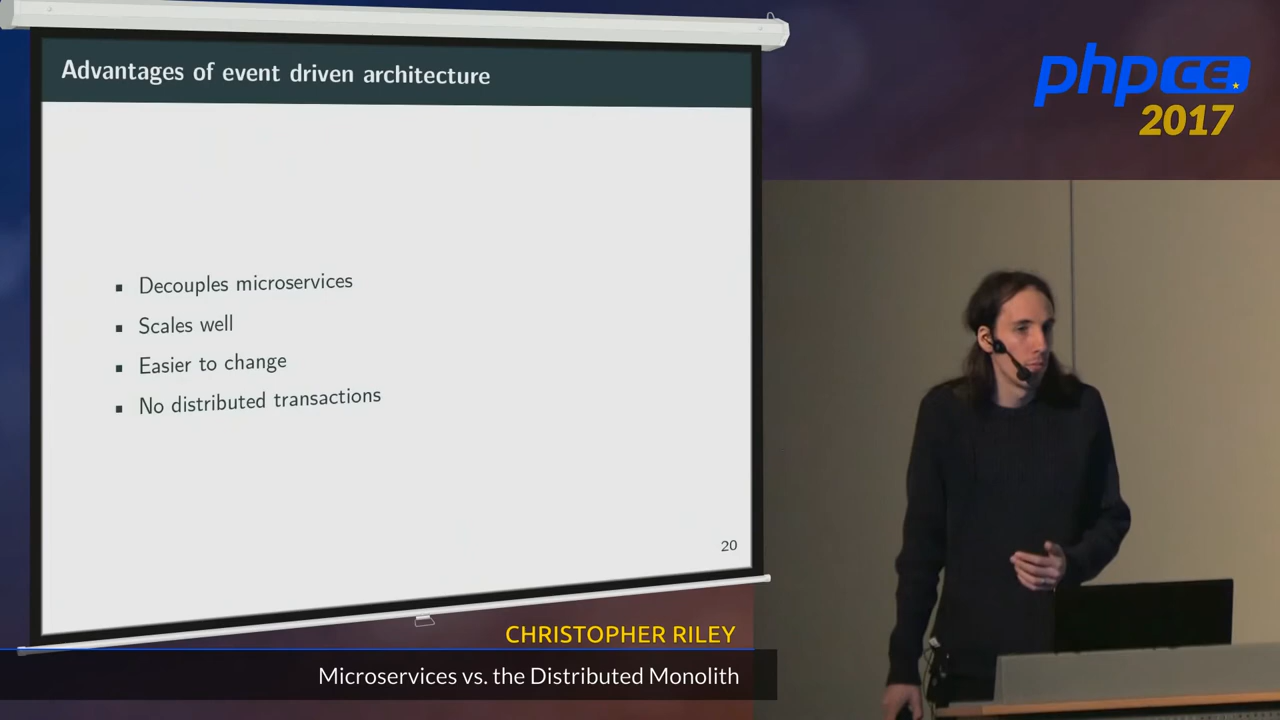 Advantages of event driven architecture
Decouples microservices
Scales well
Easier to change
No distributed transactions
20
phpCE
2017
CHRISTOPHER RILEY
Microservices vs. the Distributed Monolith